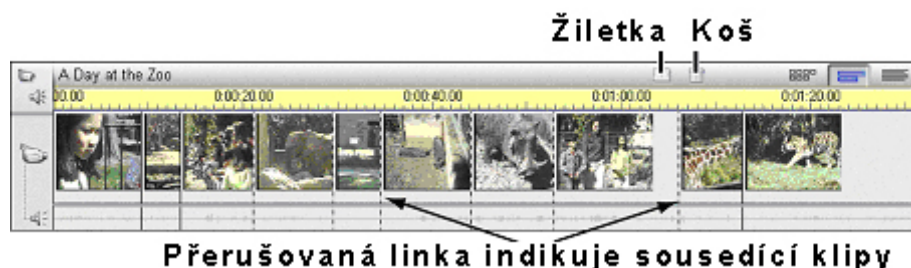 Žiletka Koš
A Day at the Zoo
00.00 0:00:20.00 0:00:40.00 0:01:00.00 0:01:20.00
Přerušovaná linka indikuje sousedící klipy